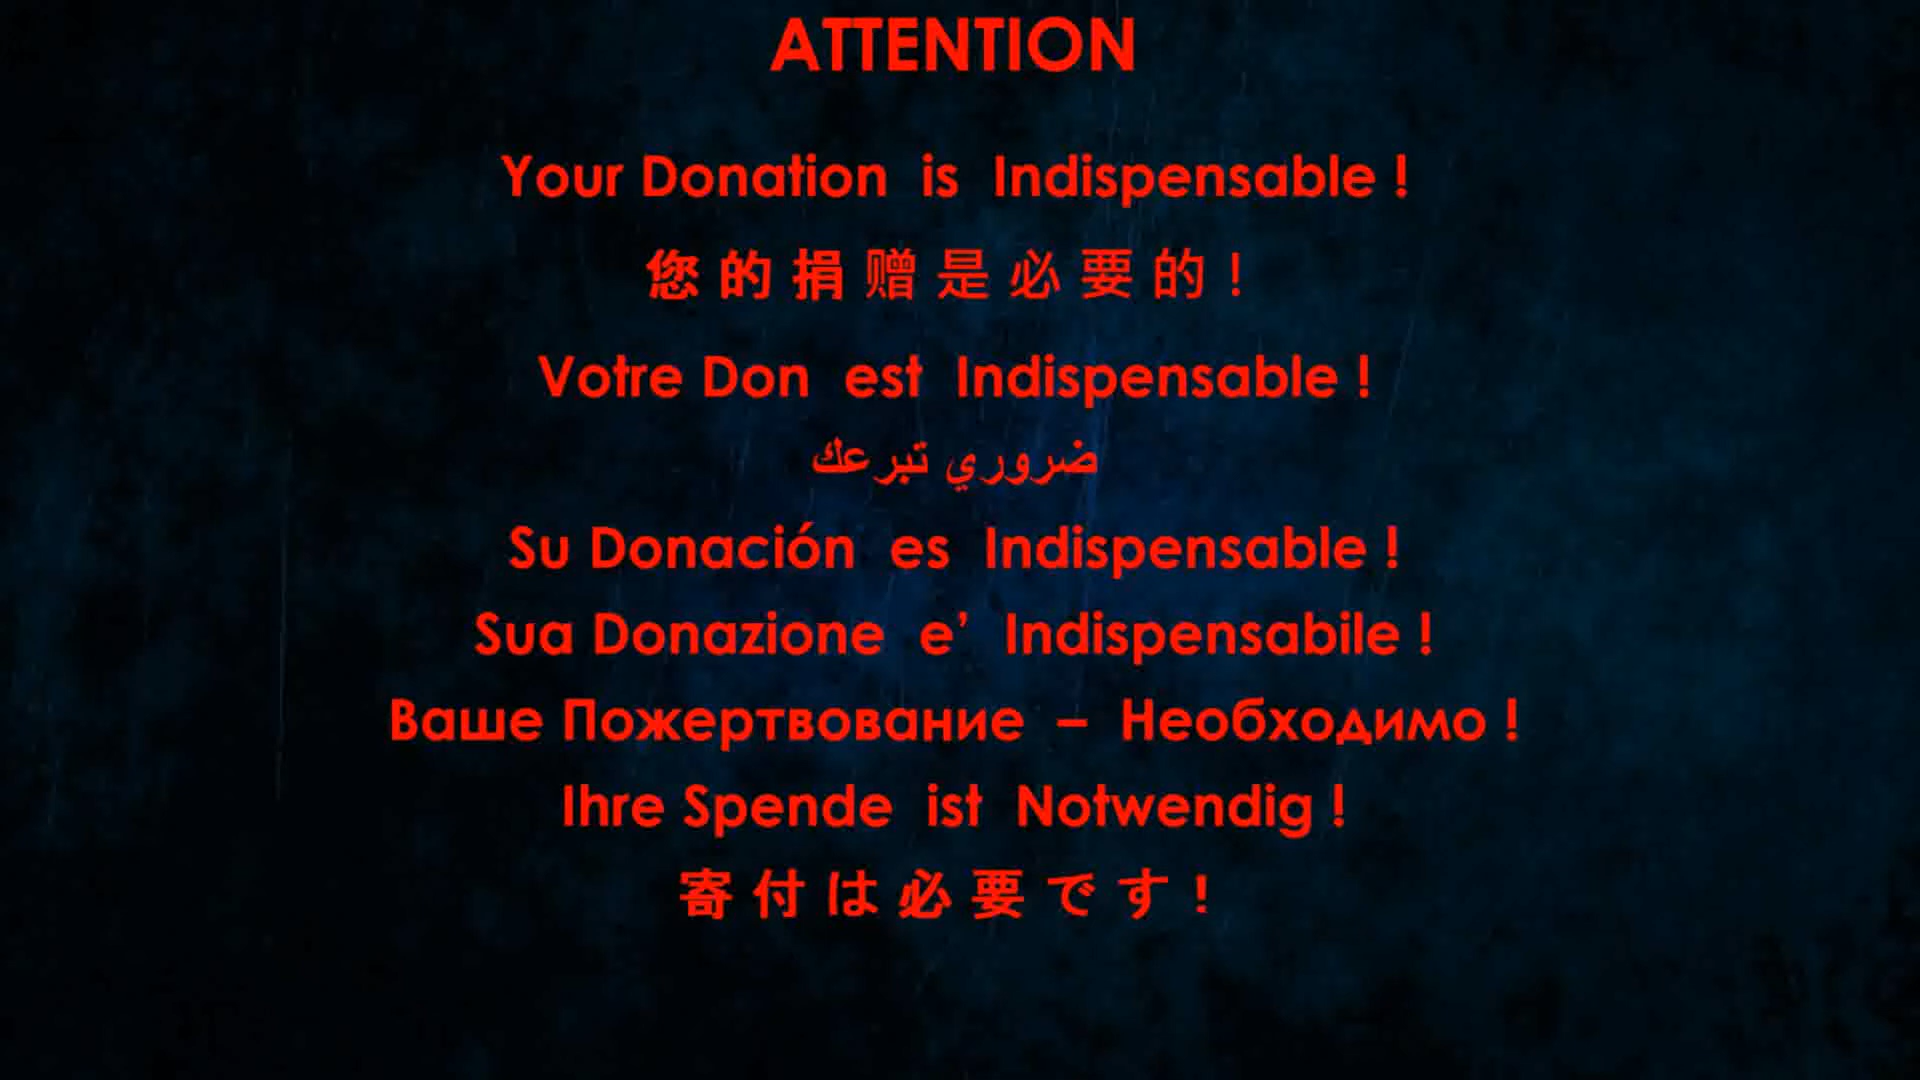 ATTENTION
Your Donation is Indispensable !
您的捐赠是必要的!
Votre Don est Indispensable !
ضروري تبرعك
Su Donación es Indispensable !
Sua Donazione e’ Indispensabile !
Ваше Пожертвование – Необходимо !
Ihre Spende ist Notwendig !
寄付は必要です!